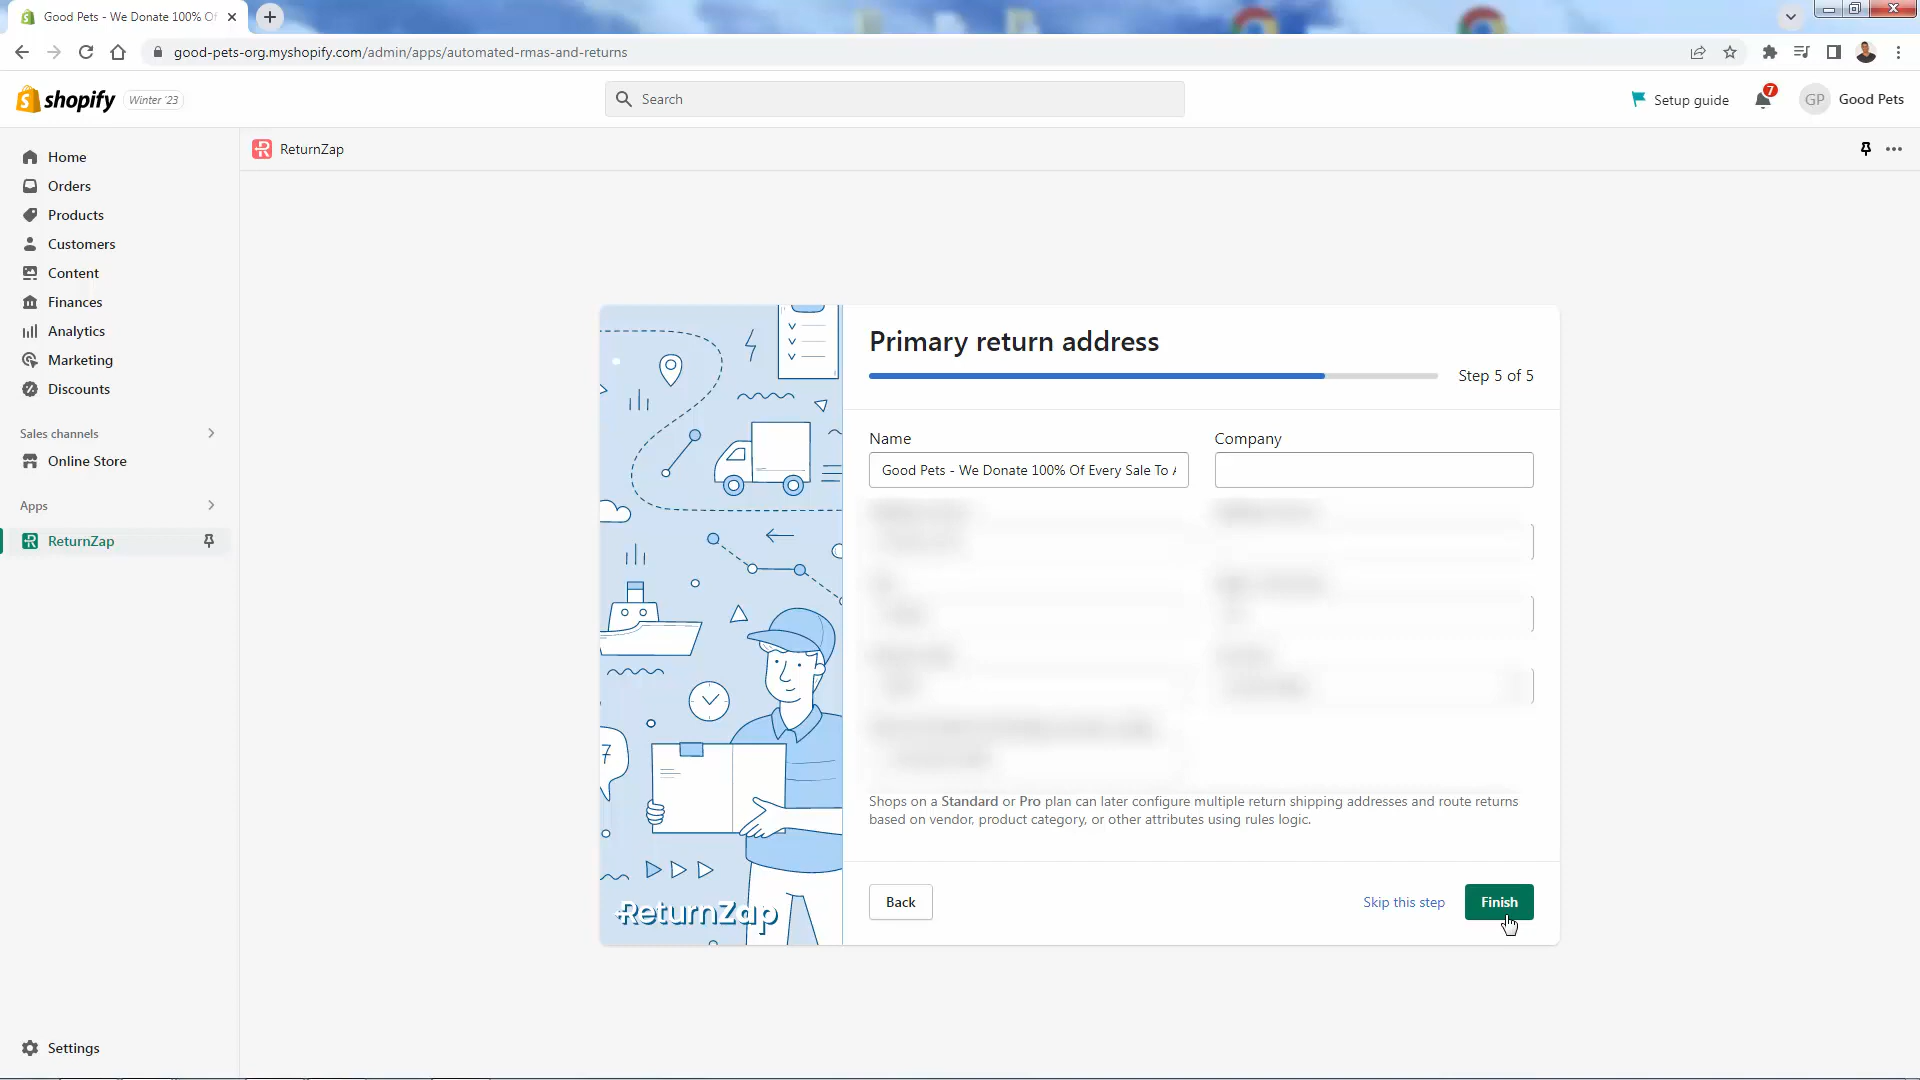 Good Pets - We Donate 100% Of
good-pets-org.myshopify.com/admin/apps/automated-rmas-and-returns
shopify
Winter '23
Search
Setup guide
7
GP
Good Pets
Home
Orders
Products
Customers
Content
Finances
Analytics
Marketing
Discounts
Sales channels
Online Store
Apps
ReturnZap
Settings
ReturnZap
7
ReturnZap
Primary return address
Step 5 of 5
Name
Company
Good Pets - We Donate 100% Of Every Sale To A
Shops on a Standard or Pro plan can later configure multiple return shipping addresses and route returns
based on vendor, product category, or other attributes using rules logic.
Back
Skip this step
Finish